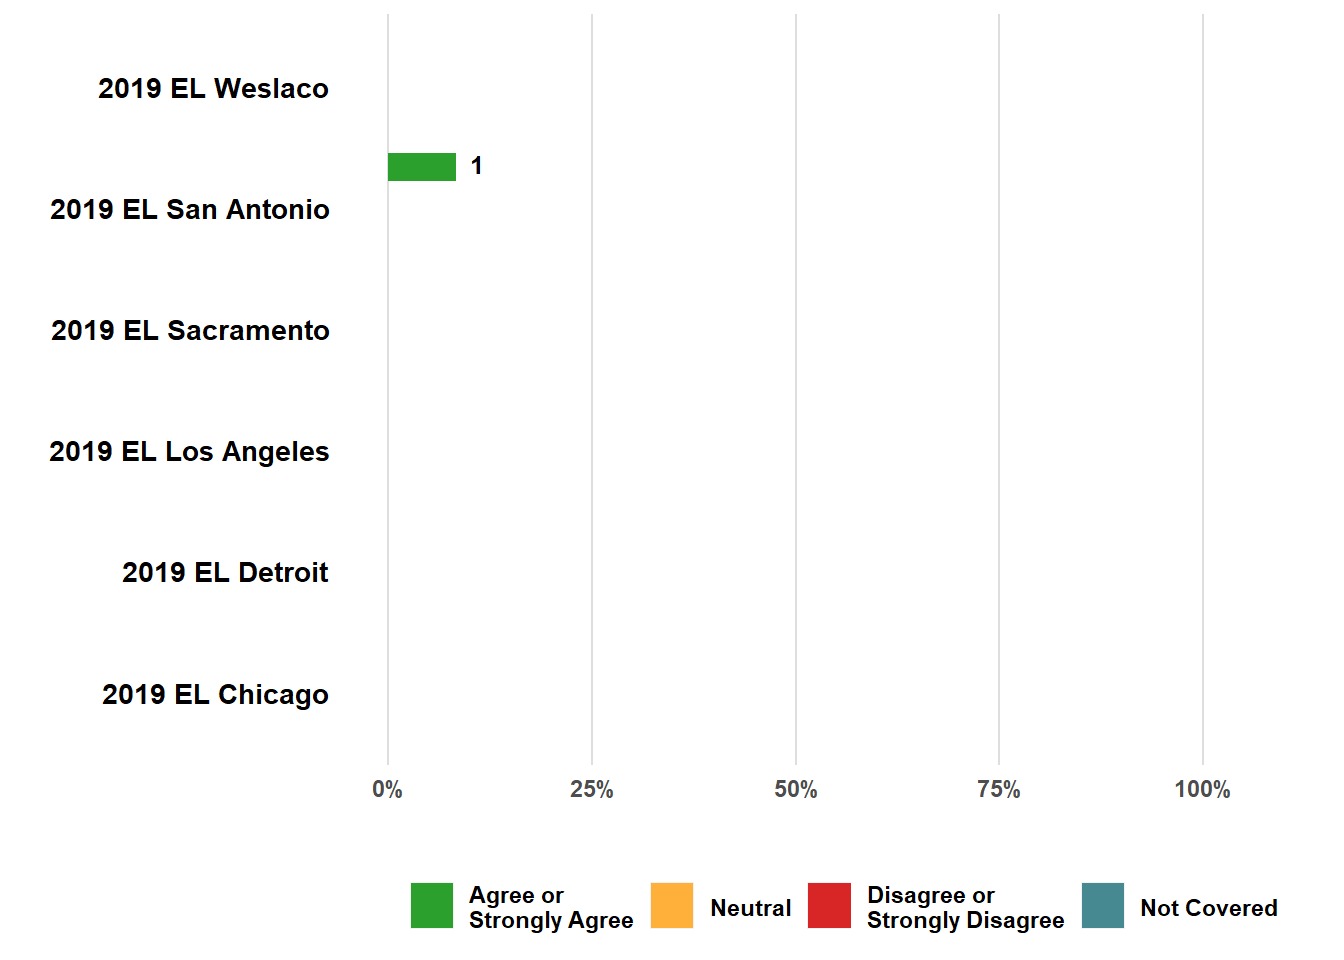 2019 EL Weslaco
1
2019 EL San Antonio
2019 EL Sacramento
2019 EL Los Angeles
2019 EL Detroit
2019 EL Chicago
0% 25% 50% 75% 100%
Agree or
Strongly Agree
Neutral
Disagree or
Strongly Disagree
Not Covered